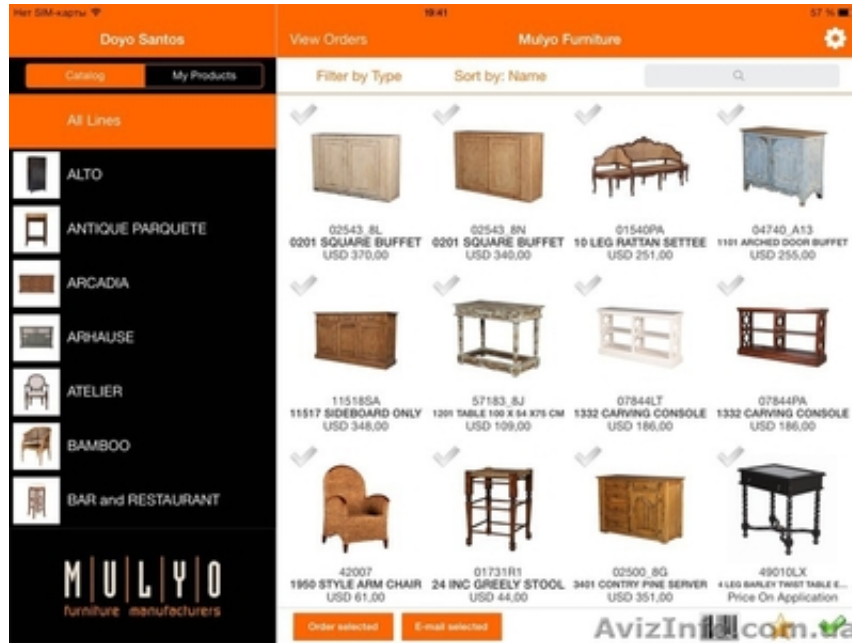 Нет SIM-карты
19:41
57 %
Doyo Santos
View Orders
Mulyo Furniture
Catalog
My Products
Filter by Type
Sort by: Name
All Lines
ALTO
ANTIQUE PARQUETE
ARCADIA
ARHAUSE
ATELIER
BAMBOO
BAR and RESTAURANT
MULYO
furniture manufacturers
02543_8L
0201 SQUARE BUFFET
USD 370,00
02543_8N
0201 SQUARE BUFFET
USD 340,00
01540PA
10 LEG RATTAN SETTEE
USD 251,00
04740_A13
1101 ARCHED DOOR BUFFET
USD 255,00
11518SA
11517 SIDEBOARD ONLY
USD 348,00
57183_8J
1201 TABLE 100 X 54 X75 CM
USD 109,00
07844LT
1332 CARVING CONSOLE
USD 186,00
07844PA
1332 CARVING CONSOLE
USD 186,00
42007
1950 STYLE ARM CHAIR
USD 61,00
01731R1
24 INC GREELY STOOL
USD 44,00
02500_8G
3401 CONTRY PINE SERVER
USD 351,00
49010LX
4 LEG BARLEY TWIST TABLE E...
Price On Application
Order selected
E-mail selected